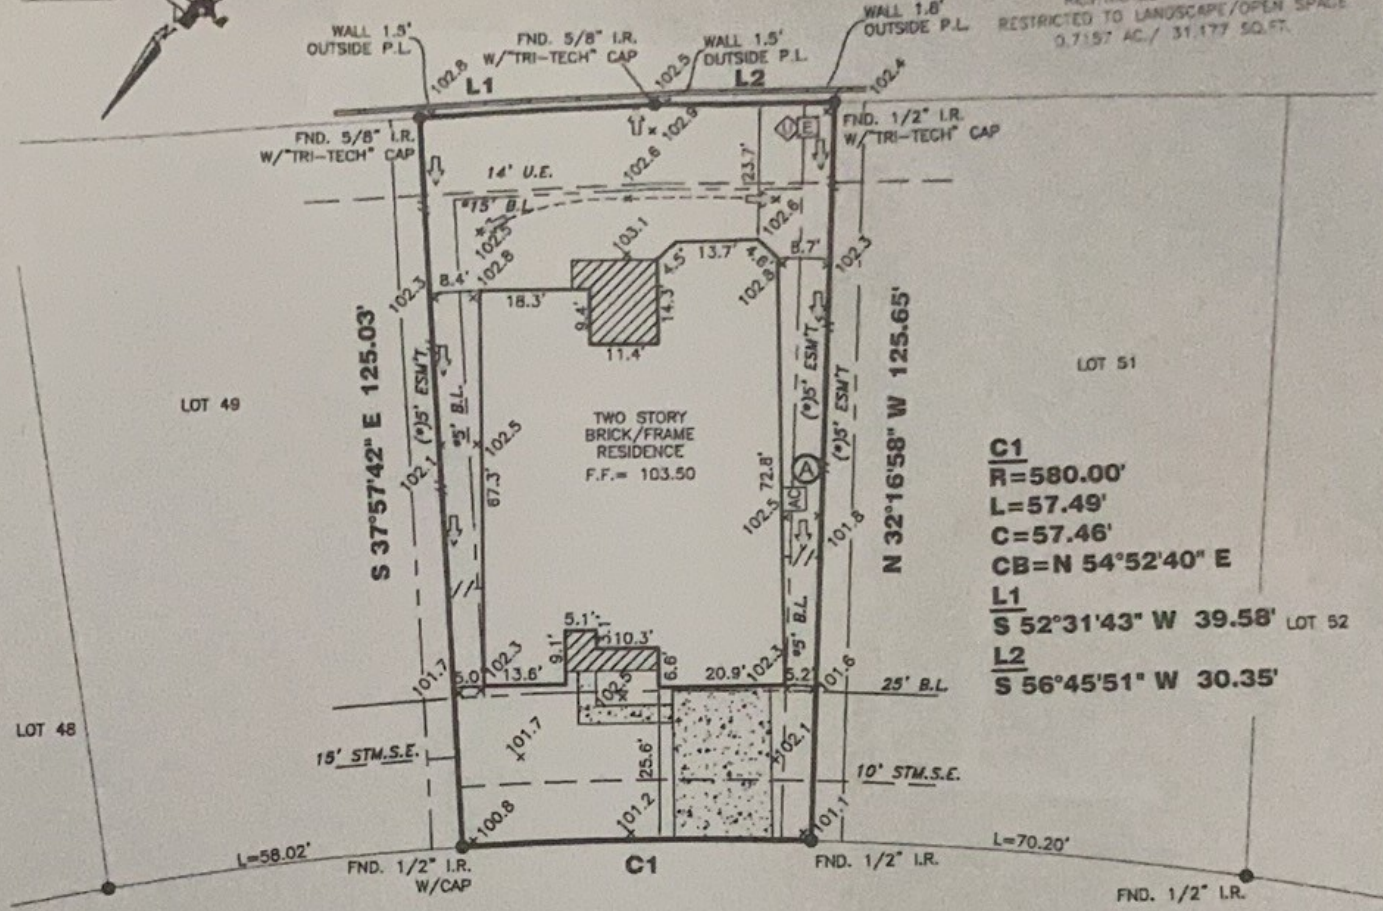 WALL 1.5'
OUTSIDE P.L.
FND. 5/8" I.R.
W/"TRI-TECH" CAP
WALL 1.5'
OUTSIDE P.L.
WALL 1.8'
OUTSIDE P.L.
RESTRICTED TO LANDSCAPE/OPEN SPACE
0.7157 AC./ 31,177 SQ.FT.
102.8
L1
102.5
L2
102.4
FND. 5/8" I.R.
W/"TRI-TECH" CAP
102.9
E
FND. 1/2" I.R.
W/"TRI-TECH" CAP
14' U.E.
102.6
23.7'
*15' B.L.
102.5
102.6
103.1
4.5'
13.7'
4.6'
8.7'
102.3
102.3
8.4'
102.8
102.8
18.3'
9.4'
14.3'
11.4'
S 37°57'42" E 125.03'
(*)5' ESM'T
*5' B.L.
(*)5' ESM'T
(*)5' ESM'T
N 32°16'58" W 125.65'
LOT 49
LOT 51
TWO STORY
BRICK/FRAME
RESIDENCE
F.F.= 103.50
102.5
102.1
67.3'
72.8'
A
AC
102.5
101.8
C1
R=580.00'
L=57.49'
C=57.46'
CB=N 54°52'40" E
L1
S 52°31'43" W 39.58'
LOT 52
L2
S 56°45'51" W 30.35'
5.1'
9.1'
10.3'
6.6'
*5' B.L.
101.7
5.0'
102.3
13.6'
102.5
20.9'
102.3
5.2'
101.6
25' B.L.
LOT 48
15' STM.S.E.
101.7
25.6'
102.1
10' STM.S.E.
100.8
101.2
101.1
L=58.02'
FND. 1/2" I.R.
W/CAP
C1
FND. 1/2" I.R.
L=70.20'
FND. 1/2" I.R.